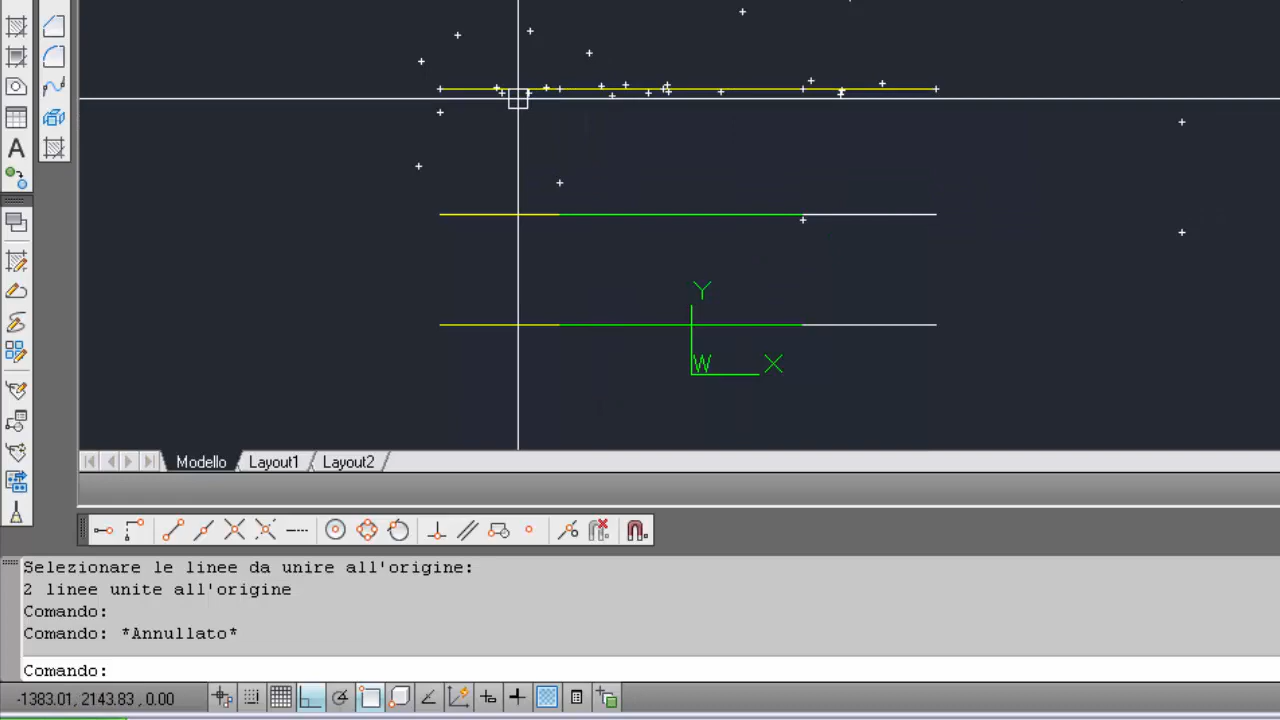 A
Y
W X
Modello Layout1 Layout2
Selezionare le linee da unire all'origine:
2 linee unite all'origine
Comando:
Comando: *Annullato*
Comando:
-1383.01, 2143.83 , 0.00